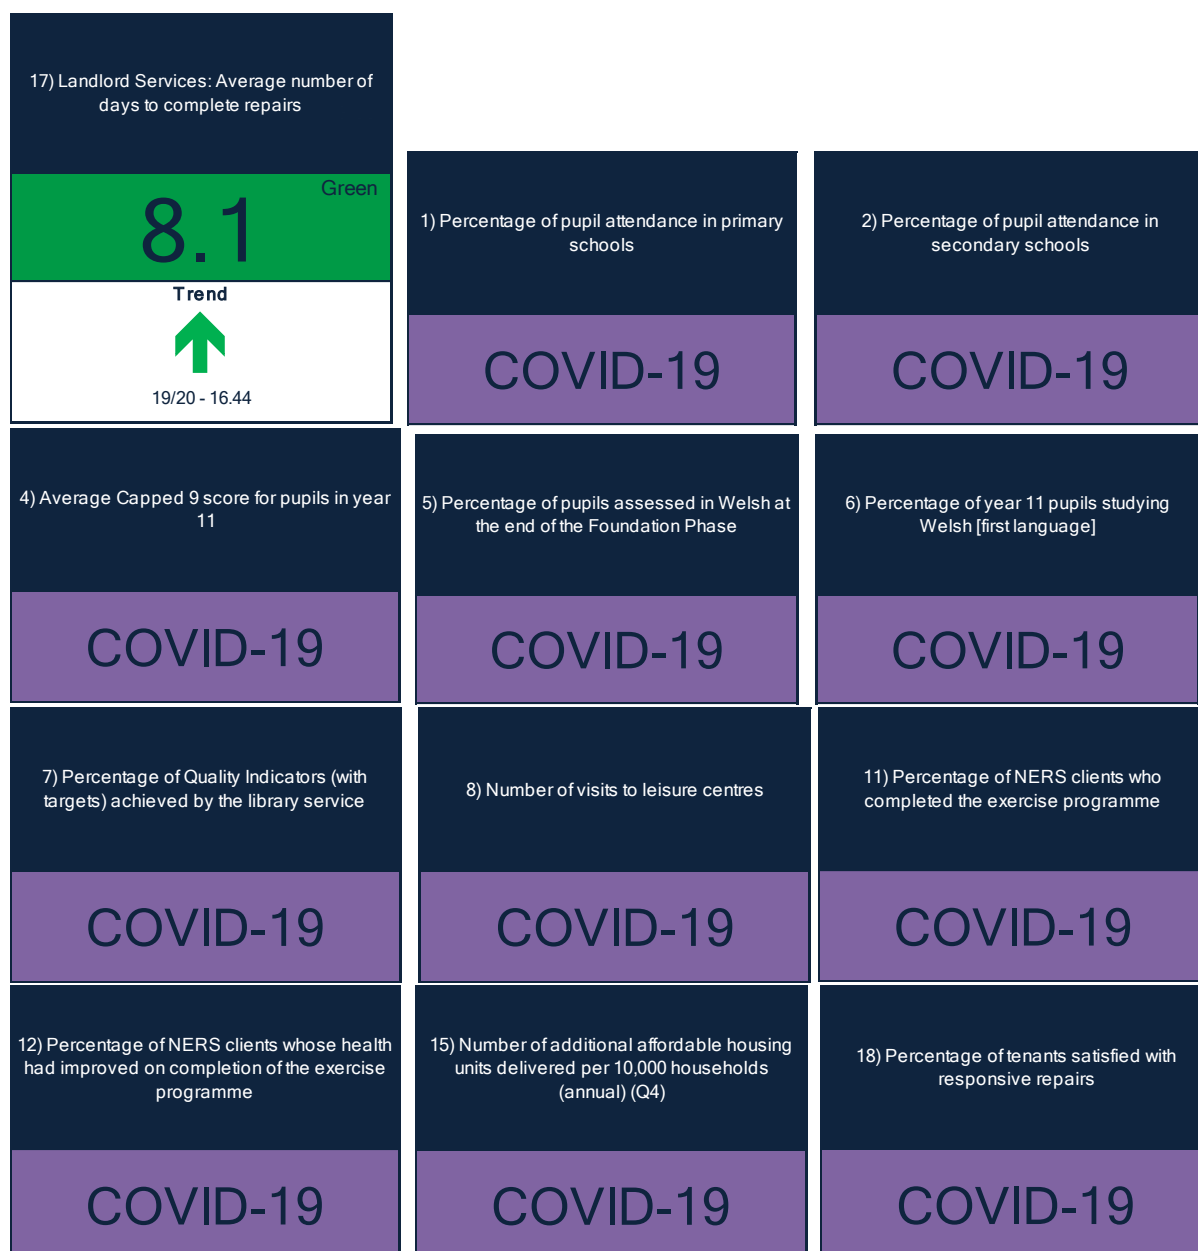 17) Landlord Services: Average number of
days to complete repairs
Green
8.1
Trend
19/20 - 16.44
1) Percentage of pupil attendance in primary
schools
COVID-19
2) Percentage of pupil attendance in
secondary schools
COVID-19
4) Average Capped 9 score for pupils in year
11
COVID-19
5) Percentage of pupils assessed in Welsh at
the end of the Foundation Phase
COVID-19
6) Percentage of year 11 pupils studying
Welsh [first language]
COVID-19
7) Percentage of Quality Indicators (with
targets) achieved by the library service
COVID-19
8) Number of visits to leisure centres
COVID-19
11) Percentage of NERS clients who
completed the exercise programme
COVID-19
12) Percentage of NERS clients whose health
had improved on completion of the exercise
programme
COVID-19
15) Number of additional affordable housing
units delivered per 10,000 households
(annual) (Q4)
COVID-19
18) Percentage of tenants satisfied with
responsive repairs
COVID-19